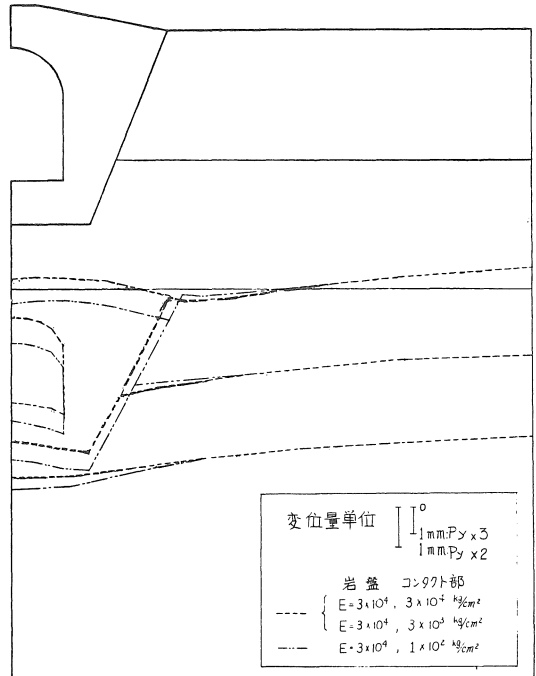 変位量単位
0
1mm:Py×3
1mm:Py×2
岩盤 コンタクト部
E=3×10⁴, 3×10⁴ kg/cm²
E=3×10⁴, 3×10³ kg/cm²
E=3×10⁴, 1×10² kg/cm²